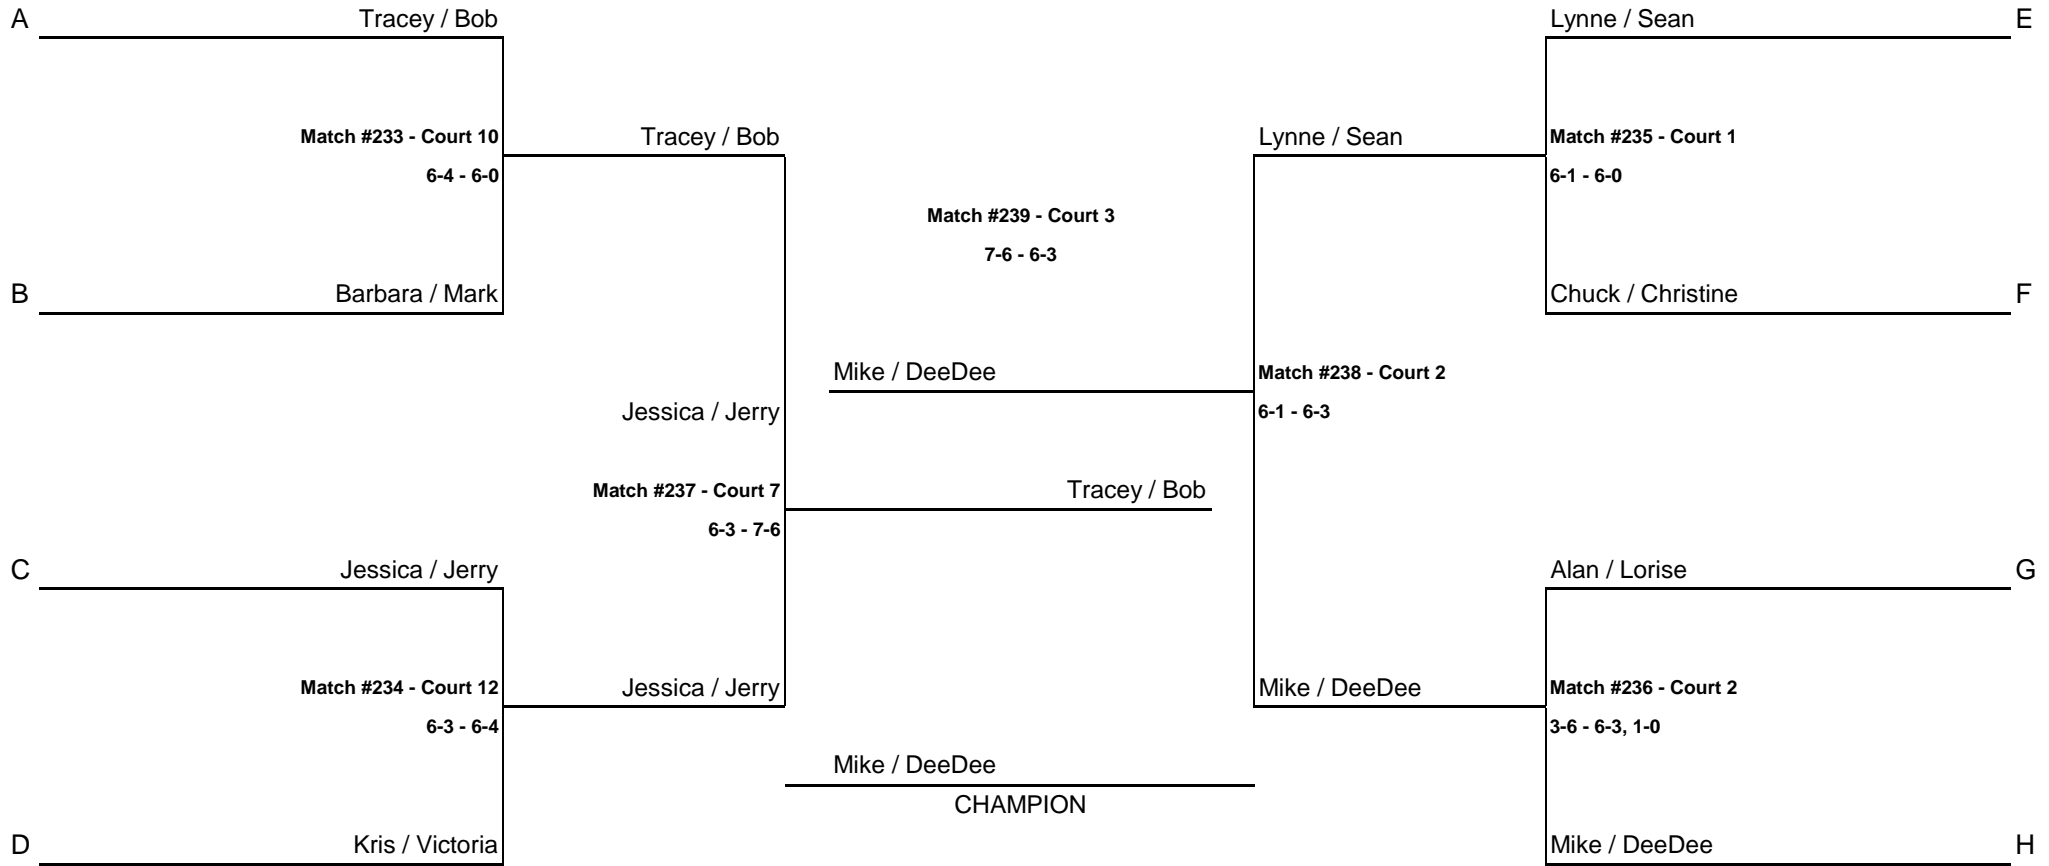 A Tracey / Bob Lynne / Sean E
Match #233 - Court 10 Tracey / Bob Lynne / Sean Match #235 - Court 1
6-4 - 6-0 6-1 - 6-0
Match #239 - Court 3
7-6 - 6-3
B Barbara / Mark Chuck / Christine F
Mike / DeeDee Match #238 - Court 2
Jessica / Jerry 6-1 - 6-3
Match #237 - Court 7 Tracey / Bob
6-3 - 7-6
C Jessica / Jerry Alan / Lorise G
Match #234 - Court 12 Jessica / Jerry Mike / DeeDee Match #236 - Court 2
6-3 - 6-4 3-6 - 6-3, 1-0
Mike / DeeDee
CHAMPION
D Kris / Victoria Mike / DeeDee H